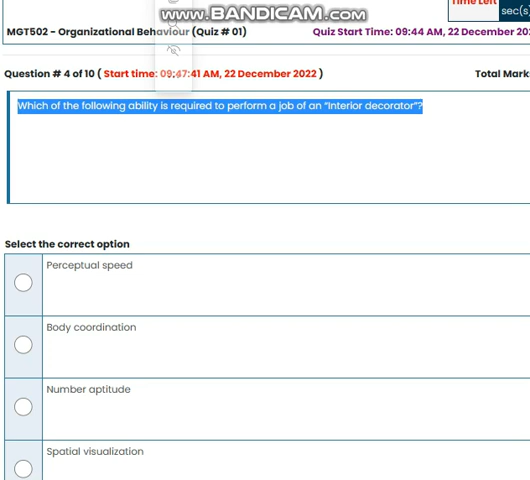 Time Left
sec(s)
www.BANDICAM.com
MGT502 - Organizational Behaviour (Quiz # 01)
Quiz Start Time: 09:44 AM, 22 December 20
Question # 4 of 10 ( Start time: 09:47:41 AM, 22 December 2022 )
Total Mark
Which of the following ability is required to perform a job of an "Interior decorator"?
Select the correct option
Perceptual speed
Body coordination
Number aptitude
Spatial visualization